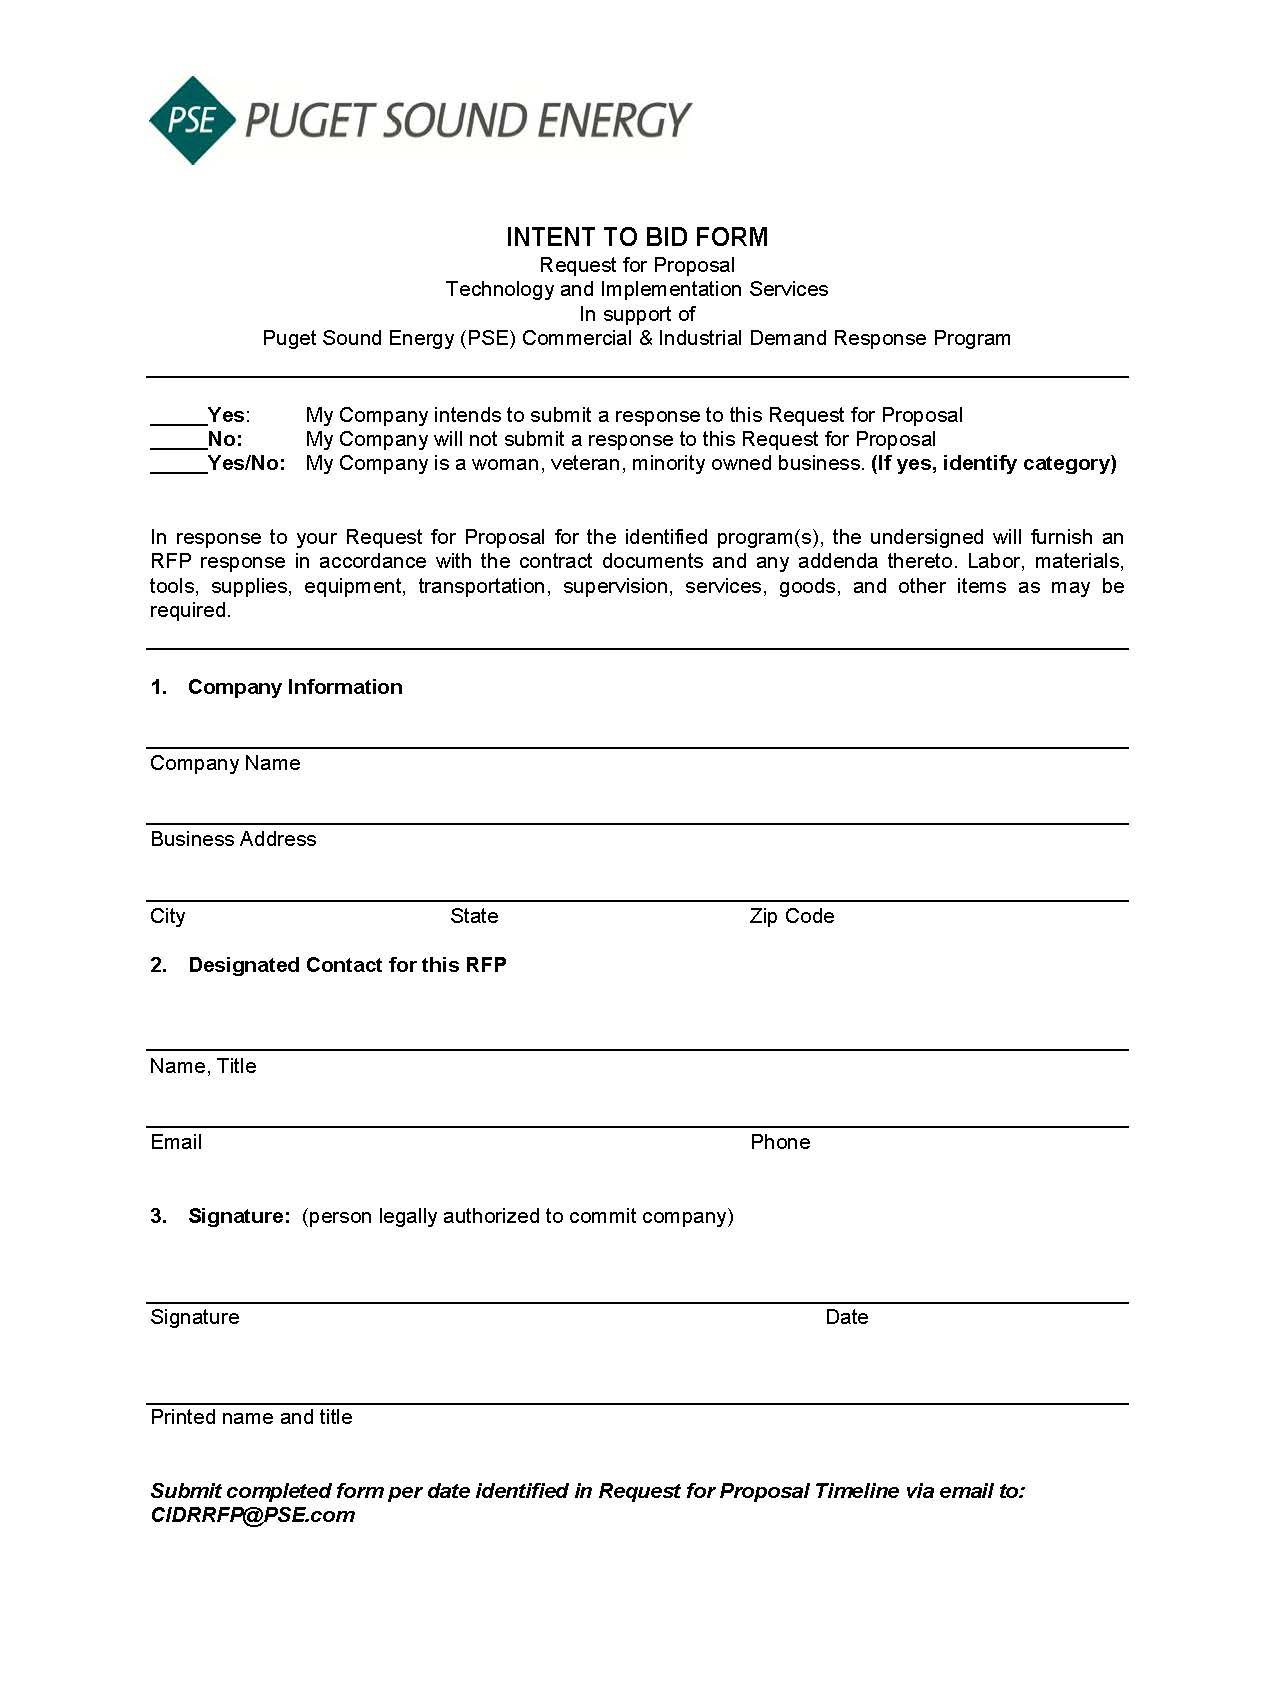 PSE PUGET SOUND ENERGY
INTENT TO BID FORM
Request for Proposal
Technology and Implementation Services
In support of
Puget Sound Energy (PSE) Commercial & Industrial Demand Response Program
_____Yes: My Company intends to submit a response to this Request for Proposal
_____No: My Company will not submit a response to this Request for Proposal
_____Yes/No: My Company is a woman, veteran, minority owned business. (If yes, identify category)
In response to your Request for Proposal for the identified program(s), the undersigned will furnish an
RFP response in accordance with the contract documents and any addenda thereto. Labor, materials,
tools, supplies, equipment, transportation, supervision, services, goods, and other items as may be
required.
1. Company Information
Company Name
Business Address
City State Zip Code
2. Designated Contact for this RFP
Name, Title
Email Phone
3. Signature: (person legally authorized to commit company)
Signature Date
Printed name and title
Submit completed form per date identified in Request for Proposal Timeline via email to:
CIDRRFP@PSE.com